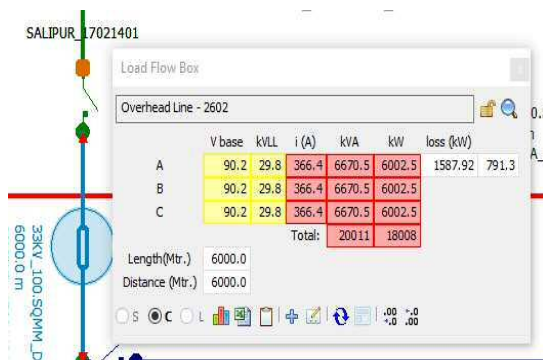 SALIPUR_17021401
Load Flow Box
Overhead Line - 2602
V base kVLL i (A) kVA kW loss (kW)
A 90.2 29.8 366.4 6670.5 6002.5 1587.92 791.3
B 90.2 29.8 366.4 6670.5 6002.5
C 90.2 29.8 366.4 6670.5 6002.5
Total: 20011 18008
Length(Mtr.) 6000.0
Distance (Mtr.) 6000.0
S C L
33KV_100.SQMM_D
6000.0 m